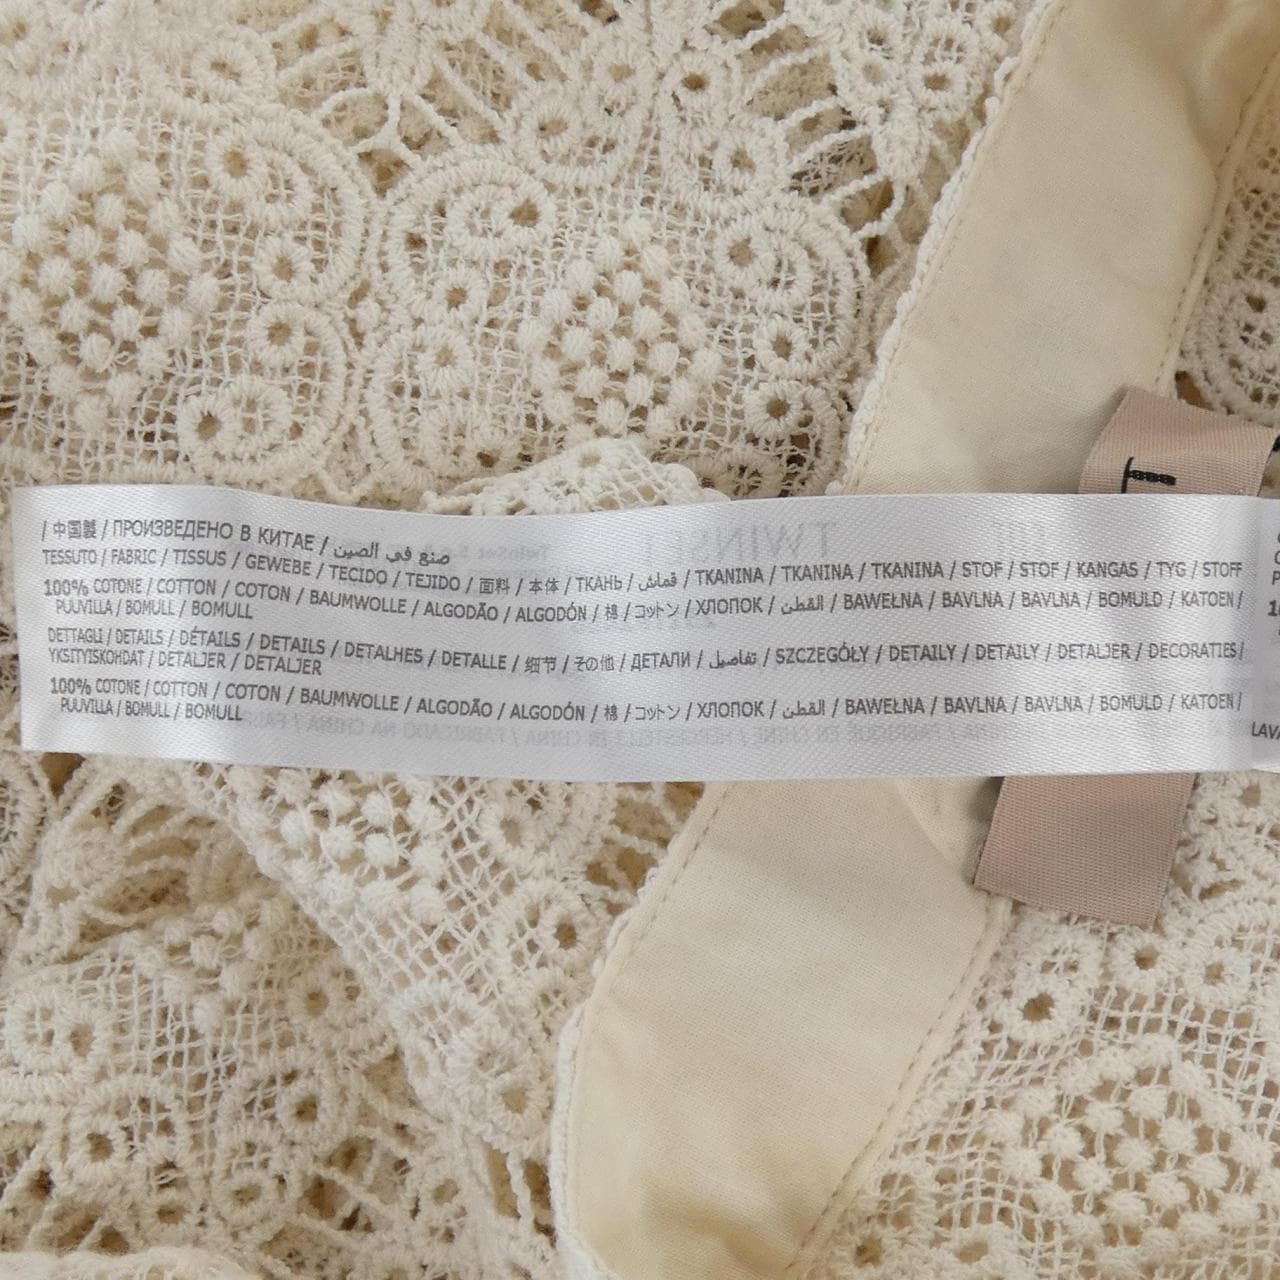 / 中国製 / ПРОИЗВЕДЕНО В КИТАЕ / صنع في الصين
TESSUTO / FABRIC / TISSUS / GEWEBE / TECIDO / TEJIDO / 面料 / 本体 / ТКАНЬ / قماش / TKANINA / TKANINA / TKANINA / STOF / STOF / KANGAS / TYG / STOFF
100% COTONE / COTTON / COTON / BAUMWOLLE / ALGODÃO / ALGODÓN / 棉 / コットン / ХЛОПОК / القطن / BAWEŁNA / BAVLNA / BAVLNA / BOMULD / KATOEN /
PUUVILLA / BOMULL / BOMULL
DETTAGLI / DETAILS / DÉTAILS / DETAILS / DETALHES / DETALLE / 细节 / その他 / ДЕТАЛИ / تفاصيل / SZCZEGÓŁY / DETAILY / DETAILY / DETALJER / DECORATIES /
YKSITYISKOHDAT / DETALJER / DETALJER
100% COTONE / COTTON / COTON / BAUMWOLLE / ALGODÃO / ALGODÓN / 棉 / コットン / ХЛОПОК / القطن / BAWEŁNA / BAVLNA / BAVLNA / BOMULD / KATOEN /
PUUVILLA / BOMULL / BOMULL